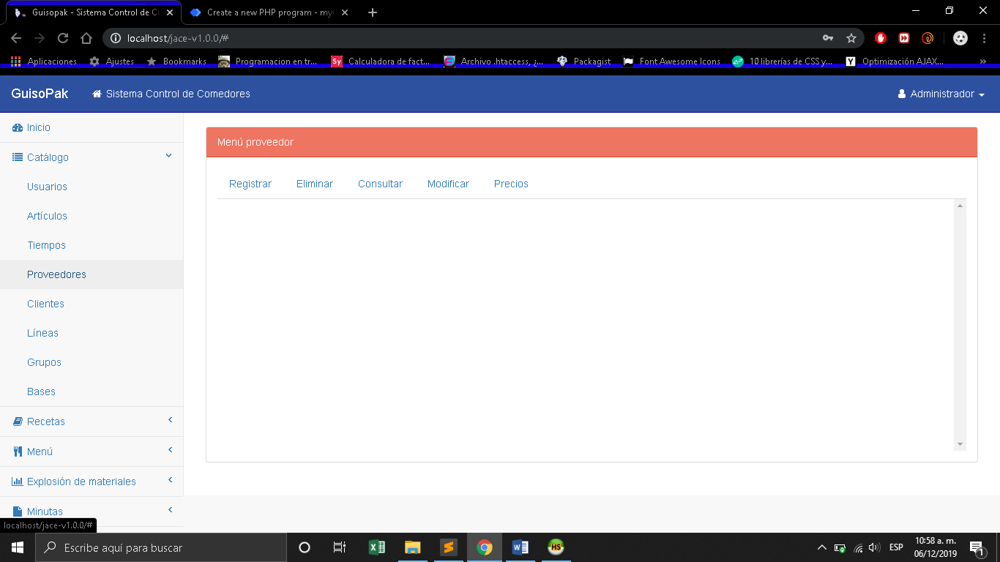 Guisopak - Sistema Control de Co
Create a new PHP program - my
localhost/jace-v1.0.0/#
Aplicaciones Ajustes Bookmarks Programacion en tr... Sy Calculadora de fact... Archivo .htaccess, ¿... Packagist Font Awesome Icons 10 librerías de CSS y... Y Optimización AJAX... »
GuisoPak Sistema Control de Comedores Administrador
Inicio
Catálogo
Usuarios
Artículos
Tiempos
Proveedores
Clientes
Líneas
Grupos
Bases
Recetas
Menú
Explosión de materiales
Minutas
Menú proveedor
Registrar Eliminar Consultar Modificar Precios
localhost/jace-v1.0.0/#
Escribe aquí para buscar
HS
ESP
10:58 a. m.
06/12/2019
1